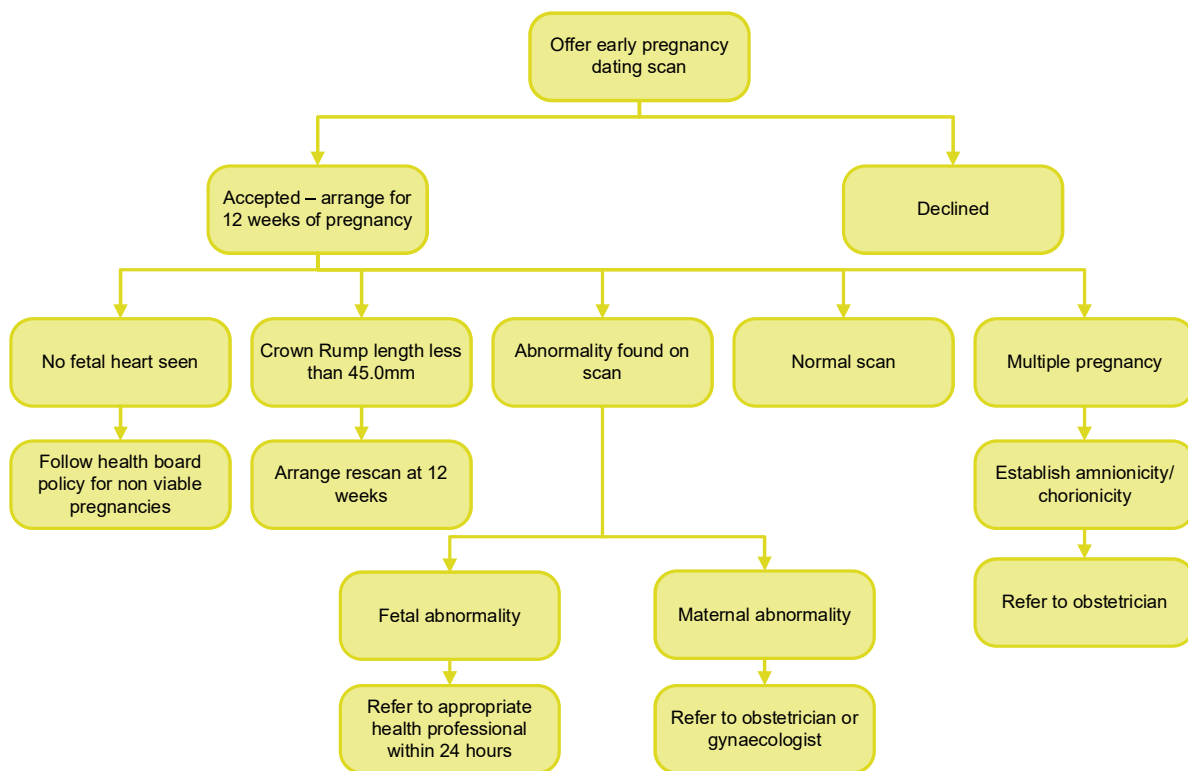 Offer early pregnancy
dating scan
Accepted – arrange for
12 weeks of pregnancy
Declined
No fetal heart seen
Crown Rump length less
than 45.0mm
Abnormality found on
scan
Normal scan
Multiple pregnancy
Follow health board
policy for non viable
pregnancies
Arrange rescan at 12
weeks
Establish amnionicity/
chorionicity
Fetal abnormality
Maternal abnormality
Refer to obstetrician
Refer to appropriate
health professional
within 24 hours
Refer to obstetrician or
gynaecologist